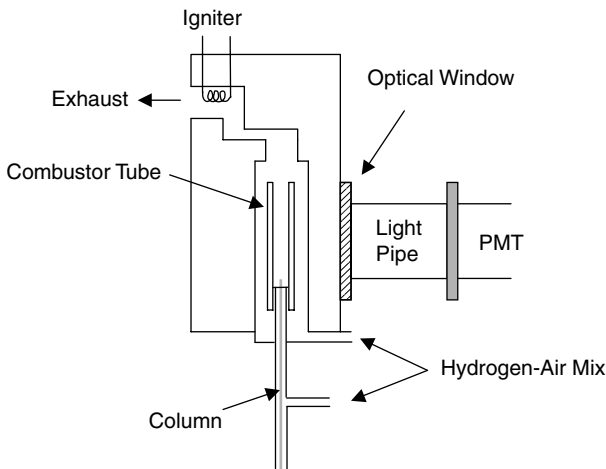 Igniter
Optical Window
Exhaust
Combustor Tube
Light
Pipe
PMT
Hydrogen-Air Mix
Column